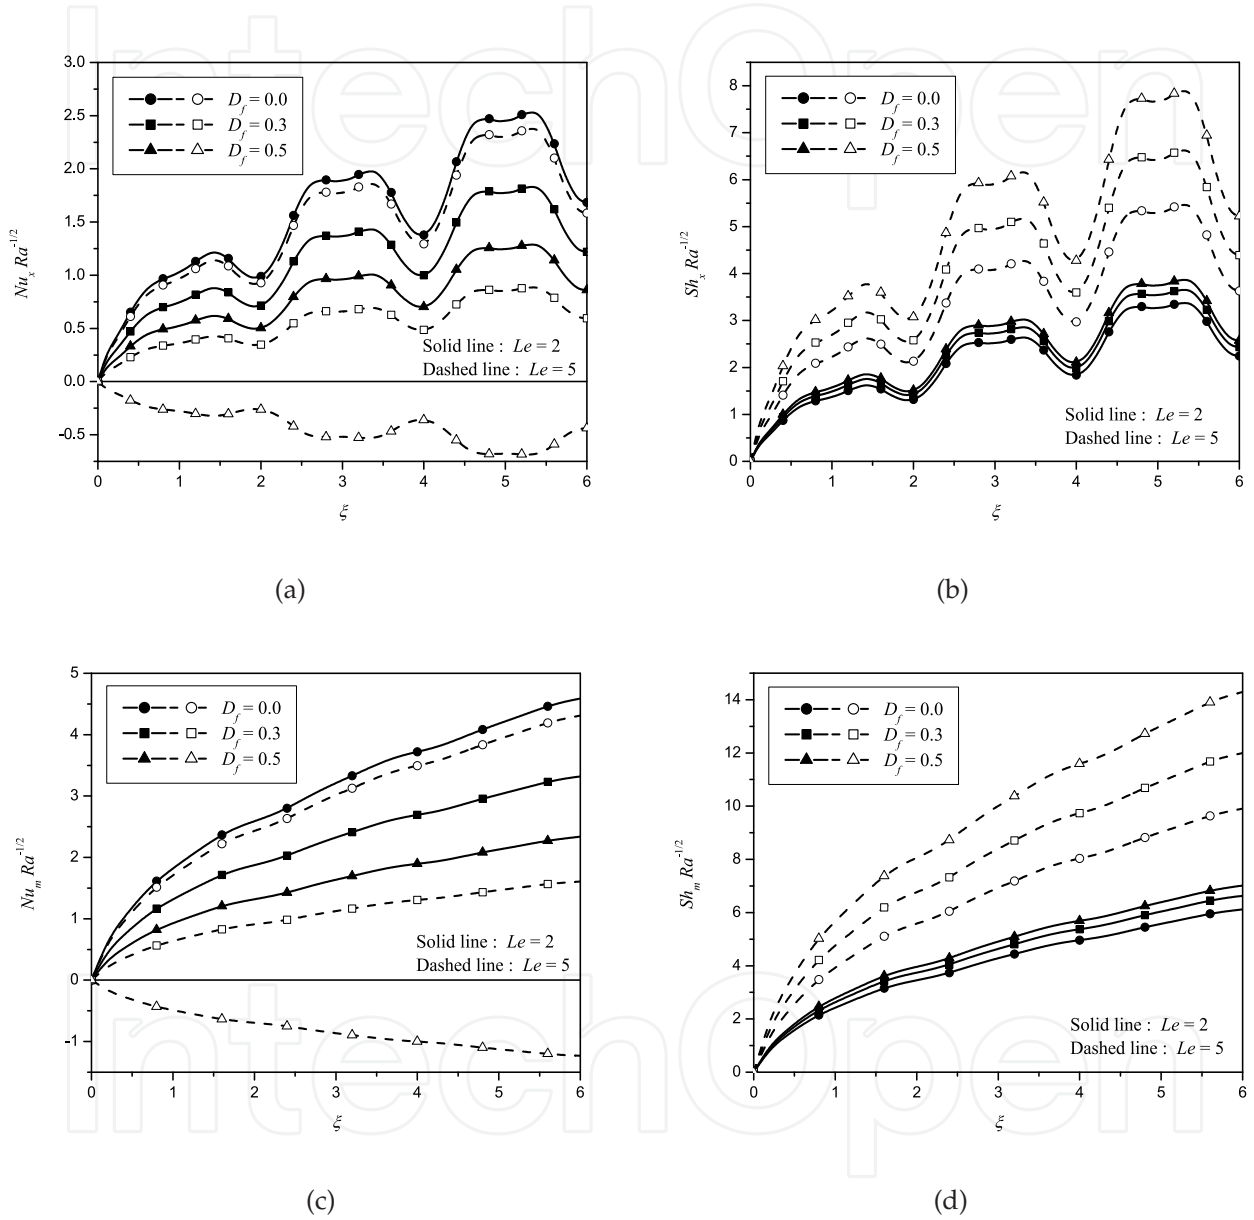 IntechOpen
3.0
2.5
2.0
1.5
1.0
0.5
0.0
-0.5
D_f = 0.0
D_f = 0.3
D_f = 0.5
Solid line : Le = 2
Dashed line : Le = 5
Nu_x Ra^-1/2
0 1 2 3 4 5 6
ξ
(a)
8
7
6
5
4
3
2
1
0
D_f = 0.0
D_f = 0.3
D_f = 0.5
Solid line : Le = 2
Dashed line : Le = 5
Sh_x Ra^-1/2
0 1 2 3 4 5 6
ξ
(b)
5
4
3
2
1
0
-1
D_f = 0.0
D_f = 0.3
D_f = 0.5
Solid line : Le = 2
Dashed line : Le = 5
Nu_m Ra^-1/2
0 1 2 3 4 5 6
ξ
(c)
14
12
10
8
6
4
2
0
D_f = 0.0
D_f = 0.3
D_f = 0.5
Solid line : Le = 2
Dashed line : Le = 5
Sh_m Ra^-1/2
0 1 2 3 4 5 6
ξ
(d)
IntechOpen